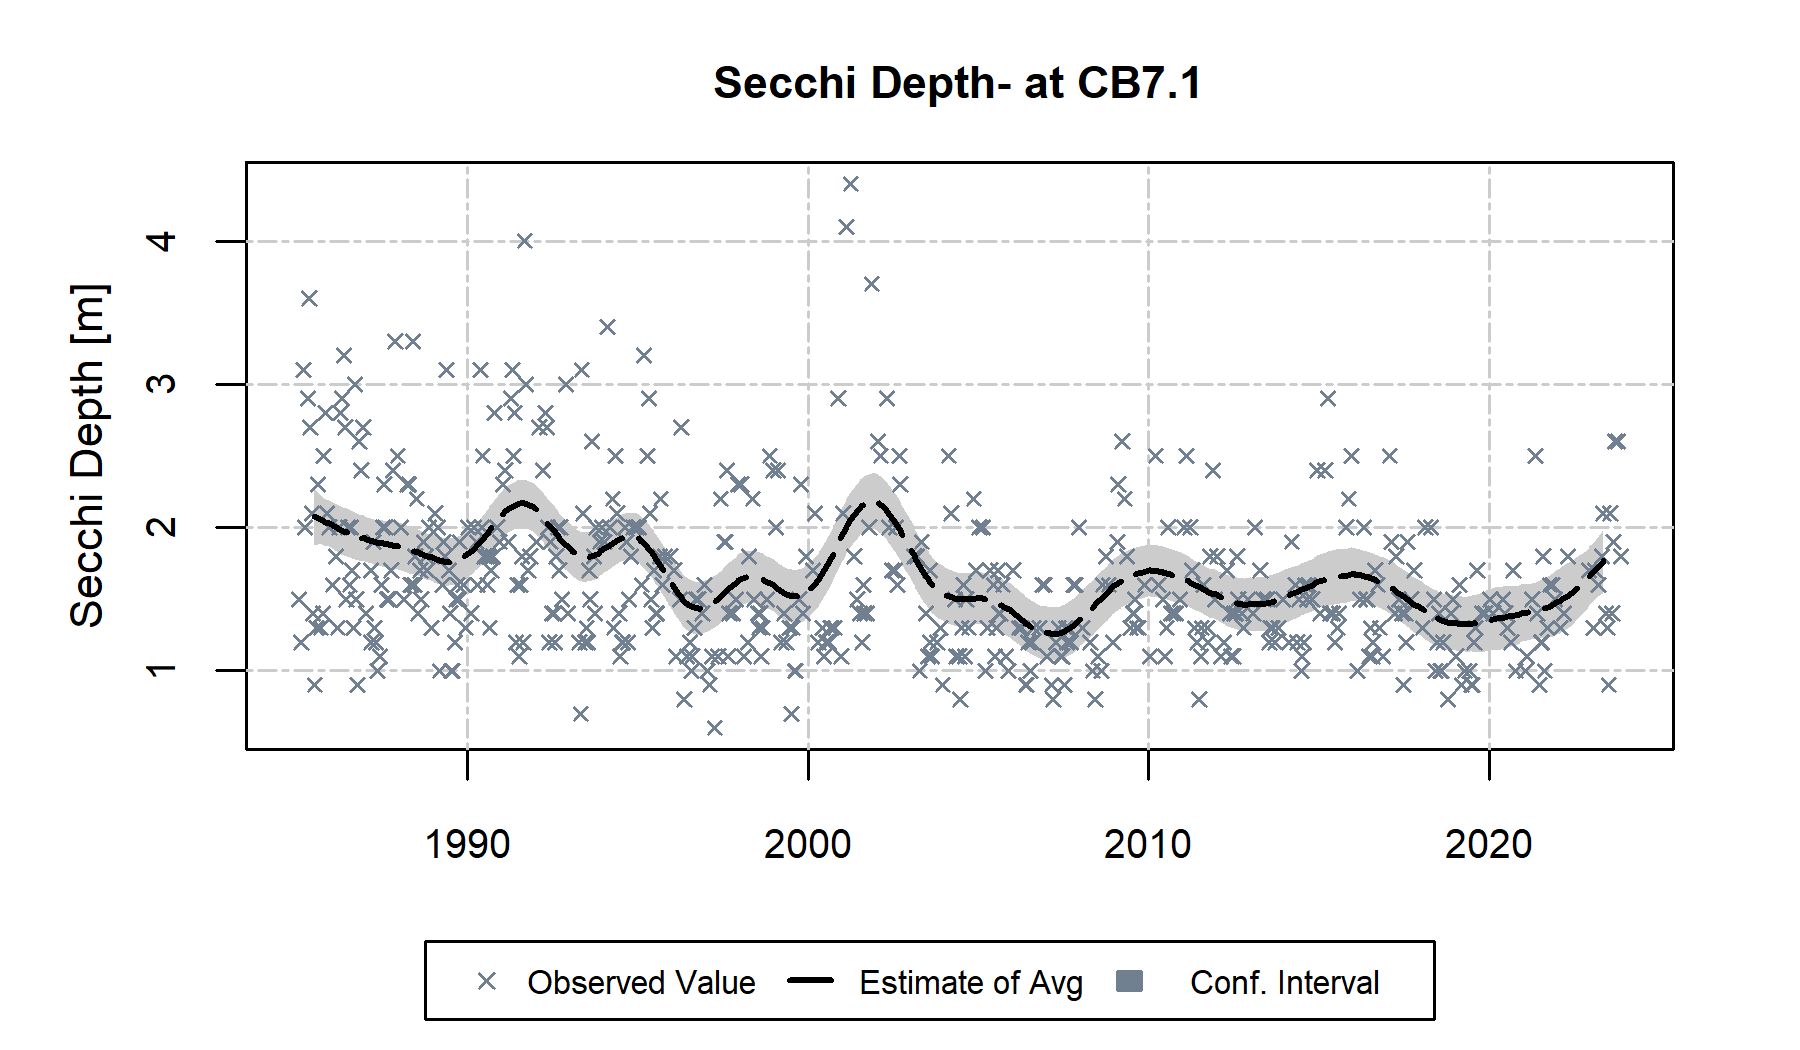 Secchi Depth- at CB7.1
Secchi Depth [m]
4
3
2
1
1990 2000 2010 2020
Observed Value Estimate of Avg Conf. Interval